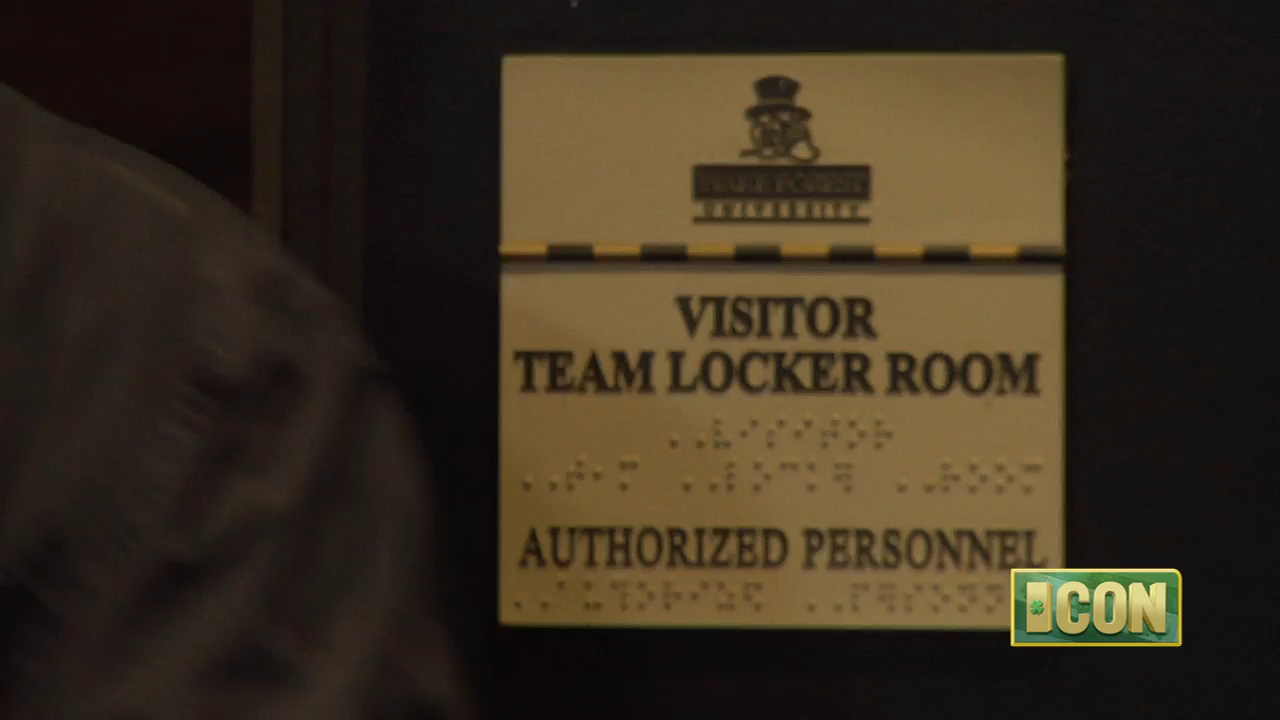 WAKE FOREST
UNIVERSITY
VISITOR
TEAM LOCKER ROOM
AUTHORIZED PERSONNEL
ICON